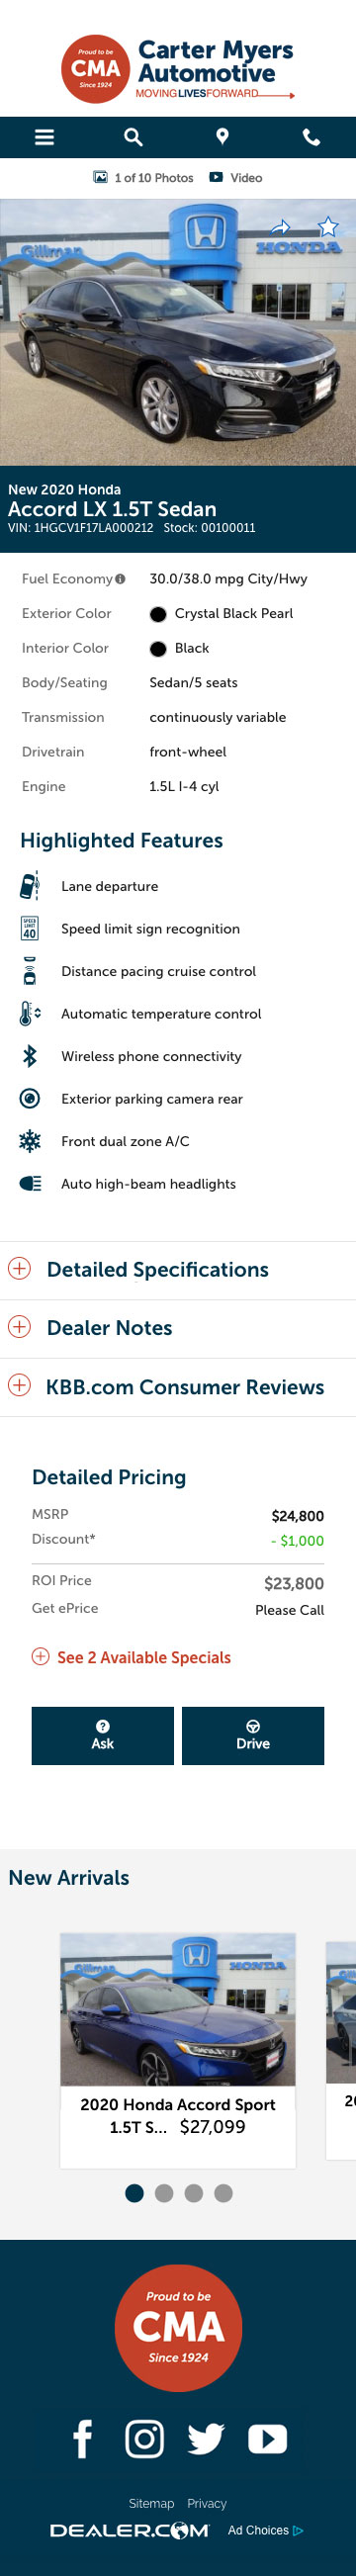 Proud to be
CMA
Since 1924
Carter Myers
Automotive
MOVING LIVES FORWARD
1 of 10 Photos Video
Gillman
HONDA
New 2020 Honda
Accord LX 1.5T Sedan
VIN: 1HGCV1F17LA000212 Stock: 00100011
Fuel Economy 30.0/38.0 mpg City/Hwy
Exterior Color Crystal Black Pearl
Interior Color Black
Body/Seating Sedan/5 seats
Transmission continuously variable
Drivetrain front-wheel
Engine 1.5L I-4 cyl
Highlighted Features
Lane departure
SPEED
LIMIT
40
Speed limit sign recognition
Distance pacing cruise control
Automatic temperature control
Wireless phone connectivity
Exterior parking camera rear
Front dual zone A/C
Auto high-beam headlights
Detailed Specifications
Dealer Notes
KBB.com Consumer Reviews
Detailed Pricing
MSRP $24,800
Discount* - $1,000
ROI Price $23,800
Get ePrice Please Call
See 2 Available Specials
Ask Drive
New Arrivals
Gillman
HONDA
2020 Honda Accord Sport
1.5T S... $27,099
20
Proud to be
CMA
Since 1924
Sitemap Privacy
DEALER.COM Ad Choices